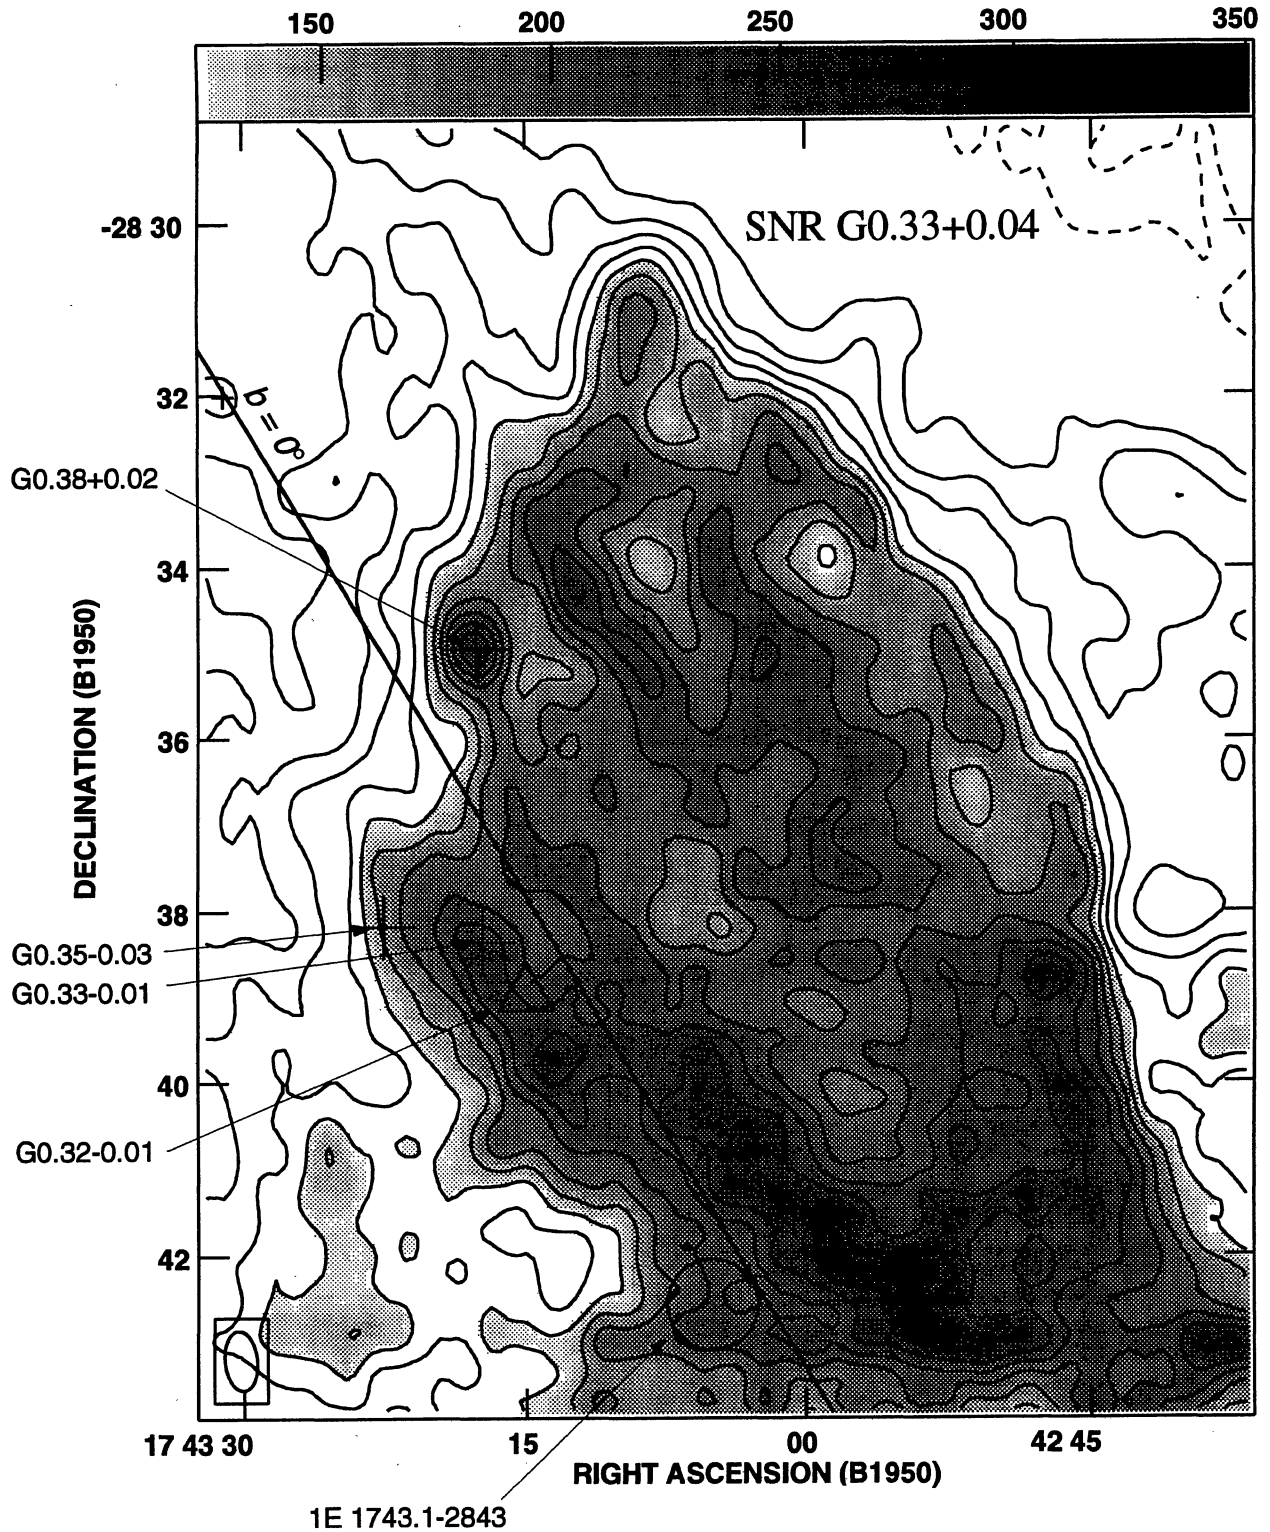 150 200 250 300 350
SNR G0.33+0.04
-28 30
32
b = 0°
G0.38+0.02
34
DECLINATION (B1950)
36
38
G0.35-0.03
G0.33-0.01
40
G0.32-0.01
42
17 43 30 15 00 42 45
RIGHT ASCENSION (B1950)
1E 1743.1-2843